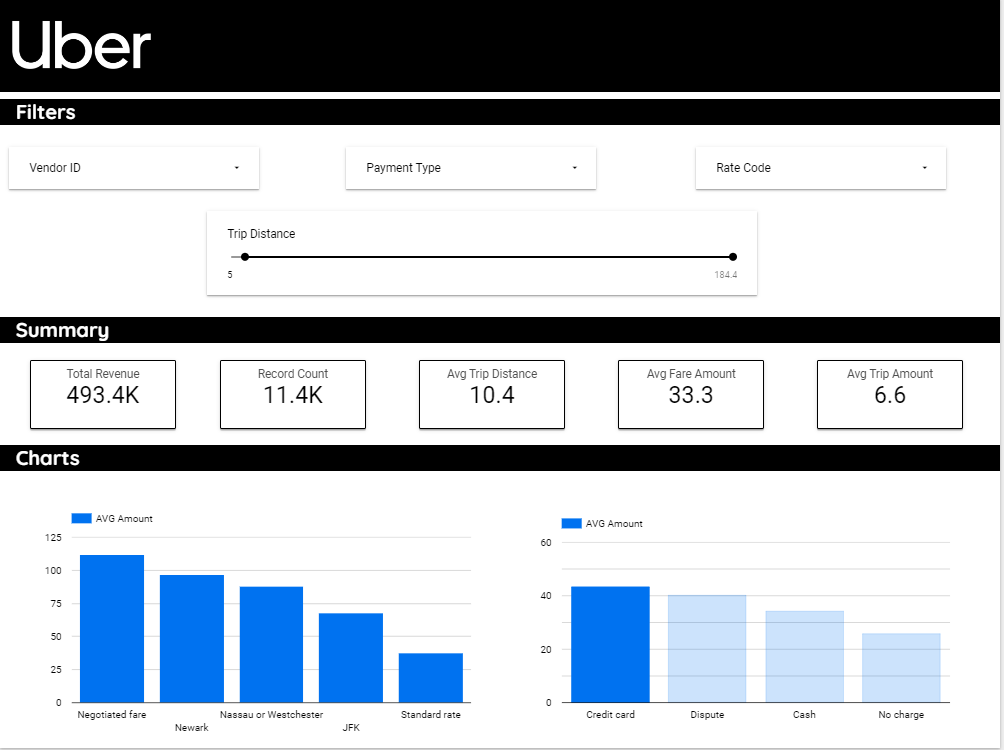 Uber
Filters
Vendor ID
Payment Type
Rate Code
Trip Distance
5
184.4
Summary
Total Revenue
493.4K
Record Count
11.4K
Avg Trip Distance
10.4
Avg Fare Amount
33.3
Avg Trip Amount
6.6
Charts
AVG Amount
125
100
75
50
25
0
Negotiated fare
Newark
Nassau or Westchester
JFK
Standard rate
AVG Amount
60
40
20
0
Credit card
Dispute
Cash
No charge